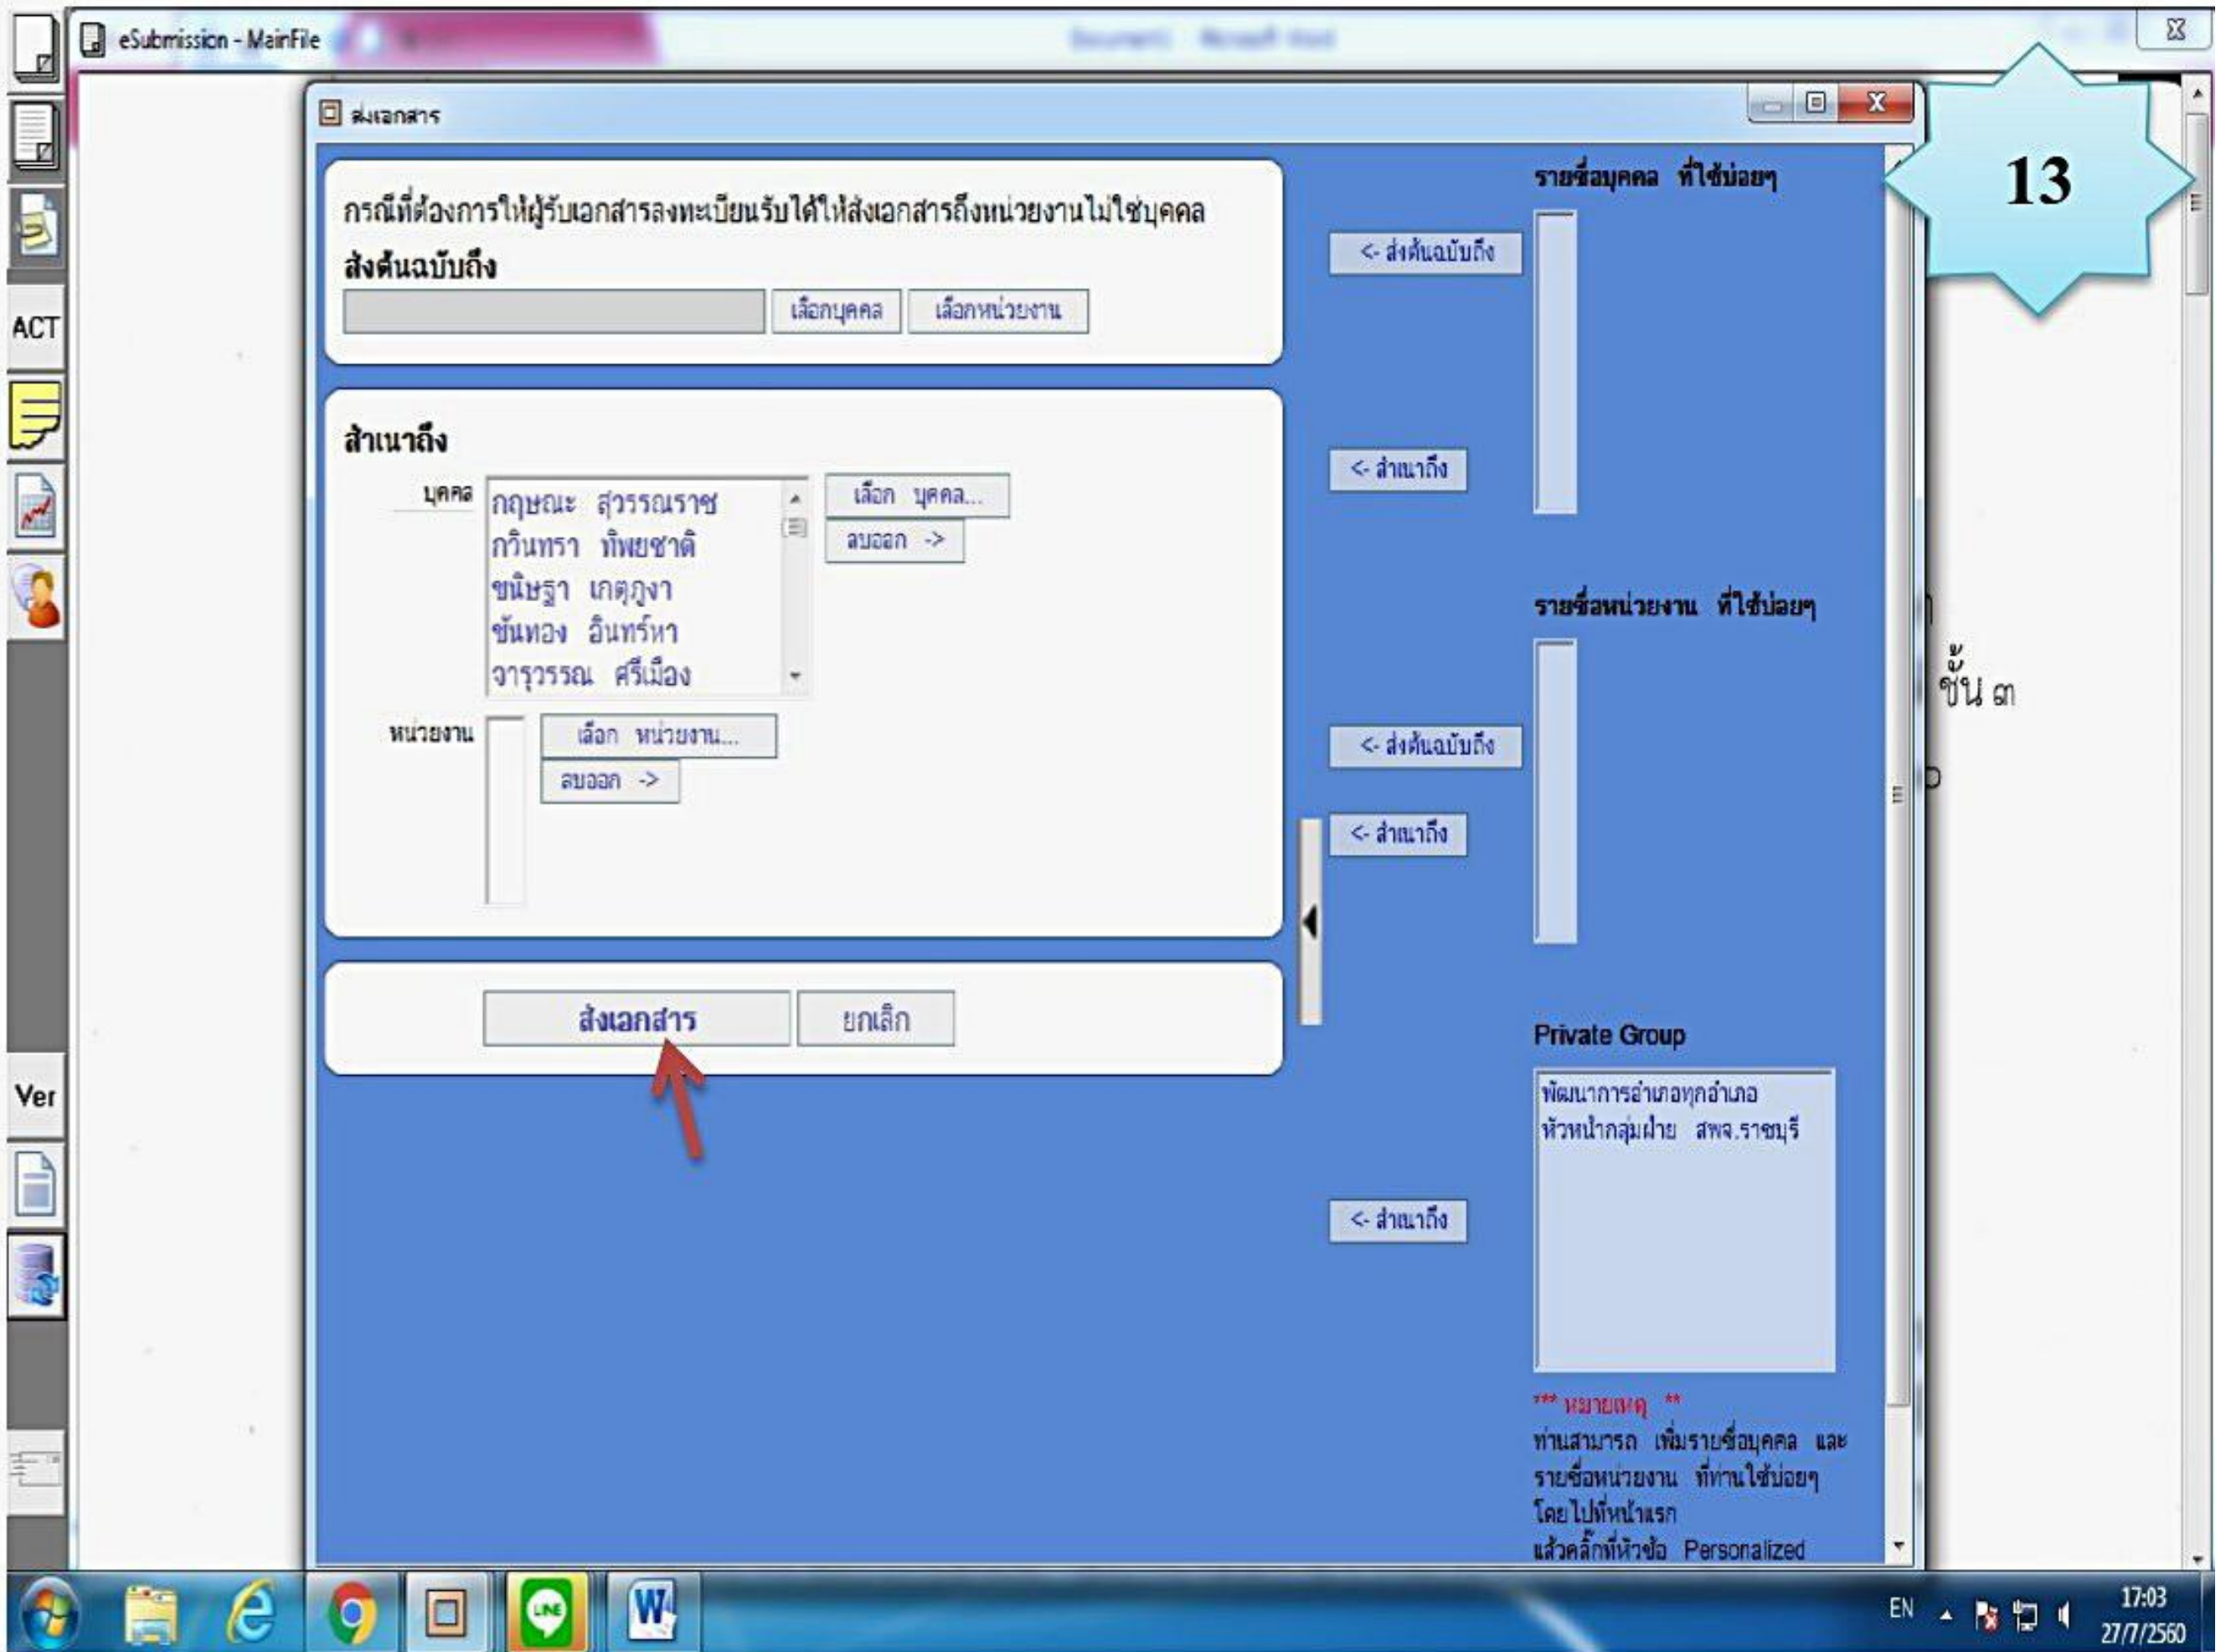 eSubmission - MainFile
ส่งเอกสาร
13
กรณีที่ต้องการให้ผู้รับเอกสารลงทะเบียนรับได้ให้ส่งเอกสารถึงหน่วยงานไม่ใช่บุคคล
ส่งต้นฉบับถึง
เลือกบุคคล เลือกหน่วยงาน
สำเนาถึง
บุคคล
กฤษณะ สุวรรณราช
กวินทรา ทิพยชาติ
ขนิษฐา เกตุภูงา
ขันทอง อินทร์หา
จารุวรรณ ศรีเมือง
เลือก บุคคล...
ลบออก ->
หน่วยงาน
เลือก หน่วยงาน...
ลบออก ->
ส่งเอกสาร ยกเลิก
รายชื่อบุคคล ที่ใช้บ่อยๆ
<- ส่งต้นฉบับถึง
<- สำเนาถึง
รายชื่อหน่วยงาน ที่ใช้บ่อยๆ
<- ส่งต้นฉบับถึง
<- สำเนาถึง
Private Group
พัฒนาการอำเภอทุกอำเภอ
หัวหน้ากลุ่มฝ่าย สพจ.ราชบุรี
<- สำเนาถึง
*** หมายเหตุ **
ท่านสามารถ เพิ่มรายชื่อบุคคล และ
รายชื่อหน่วยงาน ที่ท่านใช้บ่อยๆ
โดยไปที่หน้าแรก
แล้วคลิ๊กที่หัวข้อ Personalized
ชั้น ๓
ACT
Ver
LINE
W
EN
17:03
27/7/2560